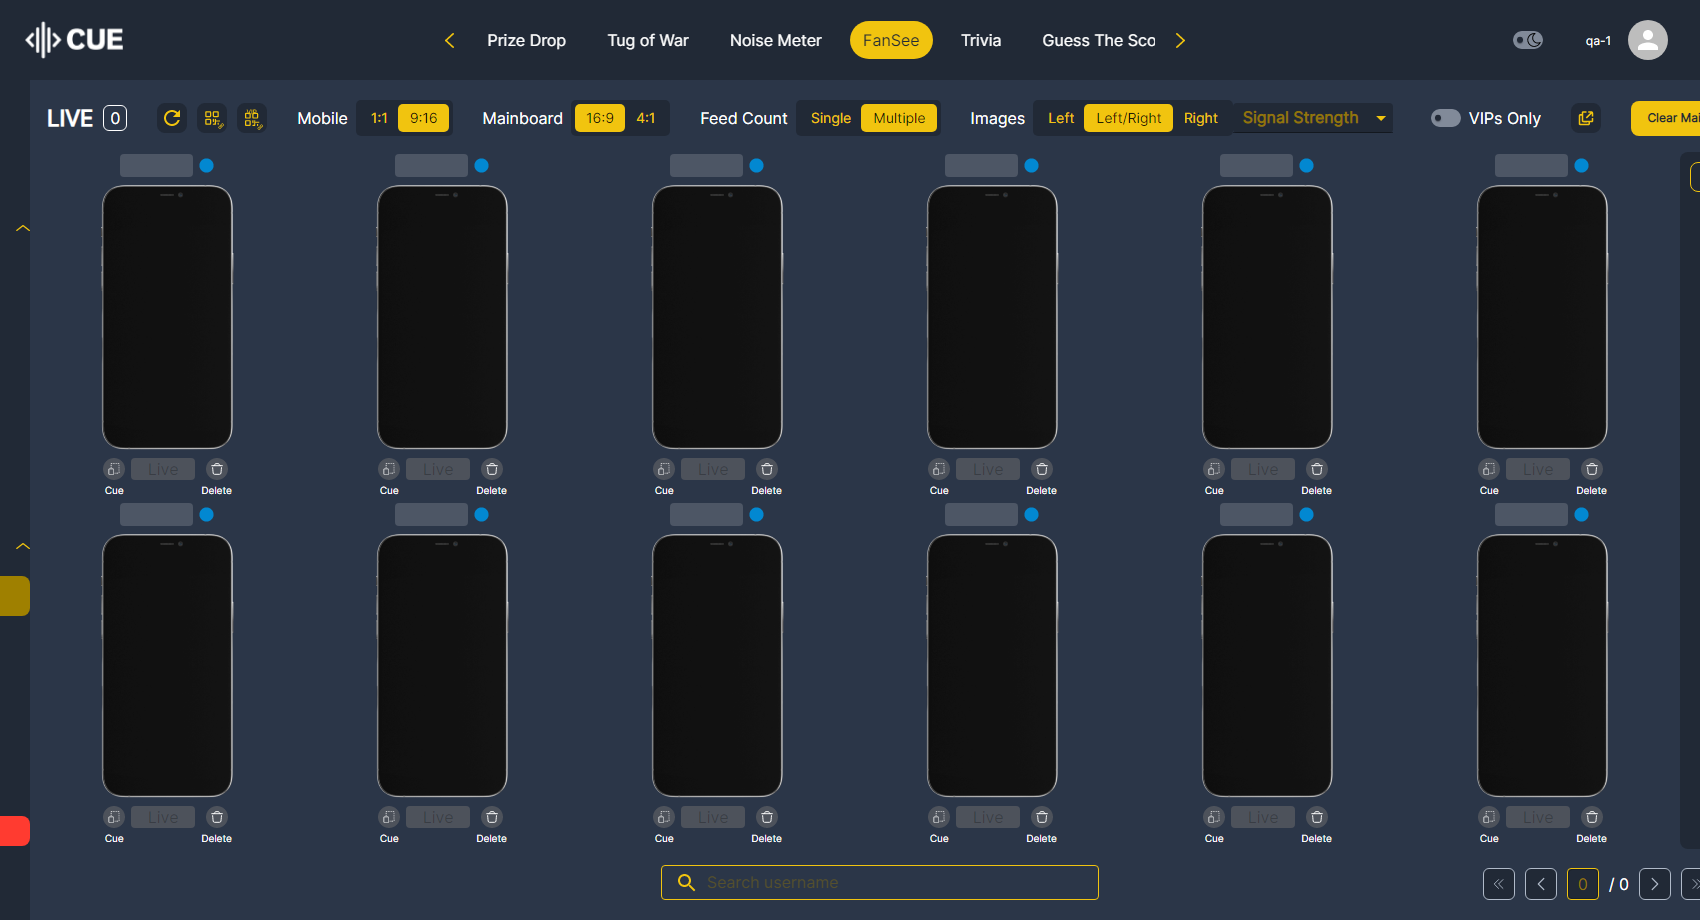 CUE
Prize Drop Tug of War Noise Meter FanSee Trivia Guess The Sco
qa-1
LIVE 0 Mobile 1:1 9:16 Mainboard 16:9 4:1 Feed Count Single Multiple Images Left Left/Right Right Signal Strength VIPs Only Clear Mai
Live Live Live Live Live Live
Cue Delete Cue Delete Cue Delete Cue Delete Cue Delete Cue Delete
Live Live Live Live Live Live
Cue Delete Cue Delete Cue Delete Cue Delete Cue Delete Cue Delete
Search username
0 / 0